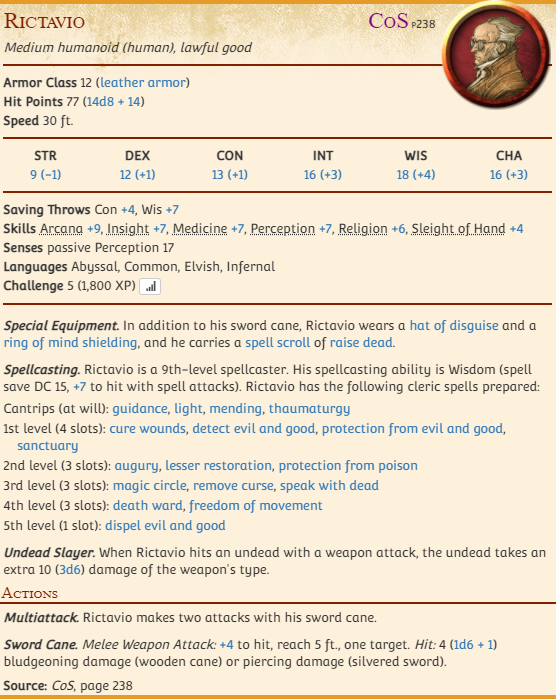 Rictavio CoS p238
Medium humanoid (human), lawful good
Armor Class 12 (leather armor)
Hit Points 77 (14d8 + 14)
Speed 30 ft.
STR DEX CON INT WIS CHA
9 (−1) 12 (+1) 13 (+1) 16 (+3) 18 (+4) 16 (+3)
Saving Throws Con +4, Wis +7
Skills Arcana +9, Insight +7, Medicine +7, Perception +7, Religion +6, Sleight of Hand +4
Senses passive Perception 17
Languages Abyssal, Common, Elvish, Infernal
Challenge 5 (1,800 XP)
Special Equipment. In addition to his sword cane, Rictavio wears a hat of disguise and a
ring of mind shielding, and he carries a spell scroll of raise dead.
Spellcasting. Rictavio is a 9th-level spellcaster. His spellcasting ability is Wisdom (spell
save DC 15, +7 to hit with spell attacks). Rictavio has the following cleric spells prepared:
Cantrips (at will): guidance, light, mending, thaumaturgy
1st level (4 slots): cure wounds, detect evil and good, protection from evil and good,
sanctuary
2nd level (3 slots): augury, lesser restoration, protection from poison
3rd level (3 slots): magic circle, remove curse, speak with dead
4th level (3 slots): death ward, freedom of movement
5th level (1 slot): dispel evil and good
Undead Slayer. When Rictavio hits an undead with a weapon attack, the undead takes an
extra 10 (3d6) damage of the weapon's type.
Actions
Multiattack. Rictavio makes two attacks with his sword cane.
Sword Cane. Melee Weapon Attack: +4 to hit, reach 5 ft., one target. Hit: 4 (1d6 + 1)
bludgeoning damage (wooden cane) or piercing damage (silvered sword).
Source: CoS, page 238